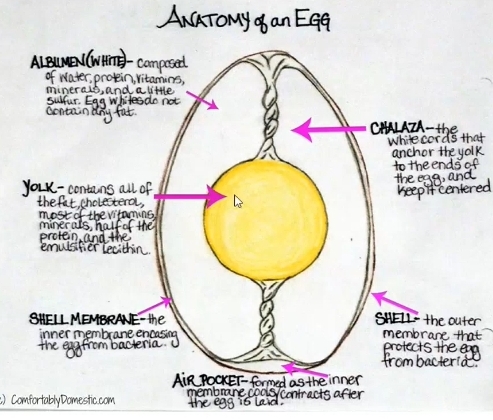 ANATOMY of an EGG
ALBUMEN (WHITE)- composed
of water, protein, vitamins,
minerals, and a little
sulfur. Egg whites do not
contain any fat.
CHALAZA-the
white cords that
anchor the yolk
to the ends of
the egg, and
keep it centered
YOLK- contains all of
the fat, cholesterol,
most of the vitamins,
minerals, half of the
protein, and the
emulsifier lecithin.
SHELL MEMBRANE- the
inner membrane encasing
the egg from bacteria.
SHELL- the outer
membrane that
protects the egg
from bacteria.
AIR POCKET- formed as the inner
membrane cools/contracts after
the egg is laid.
) ComfortablyDomestic.com